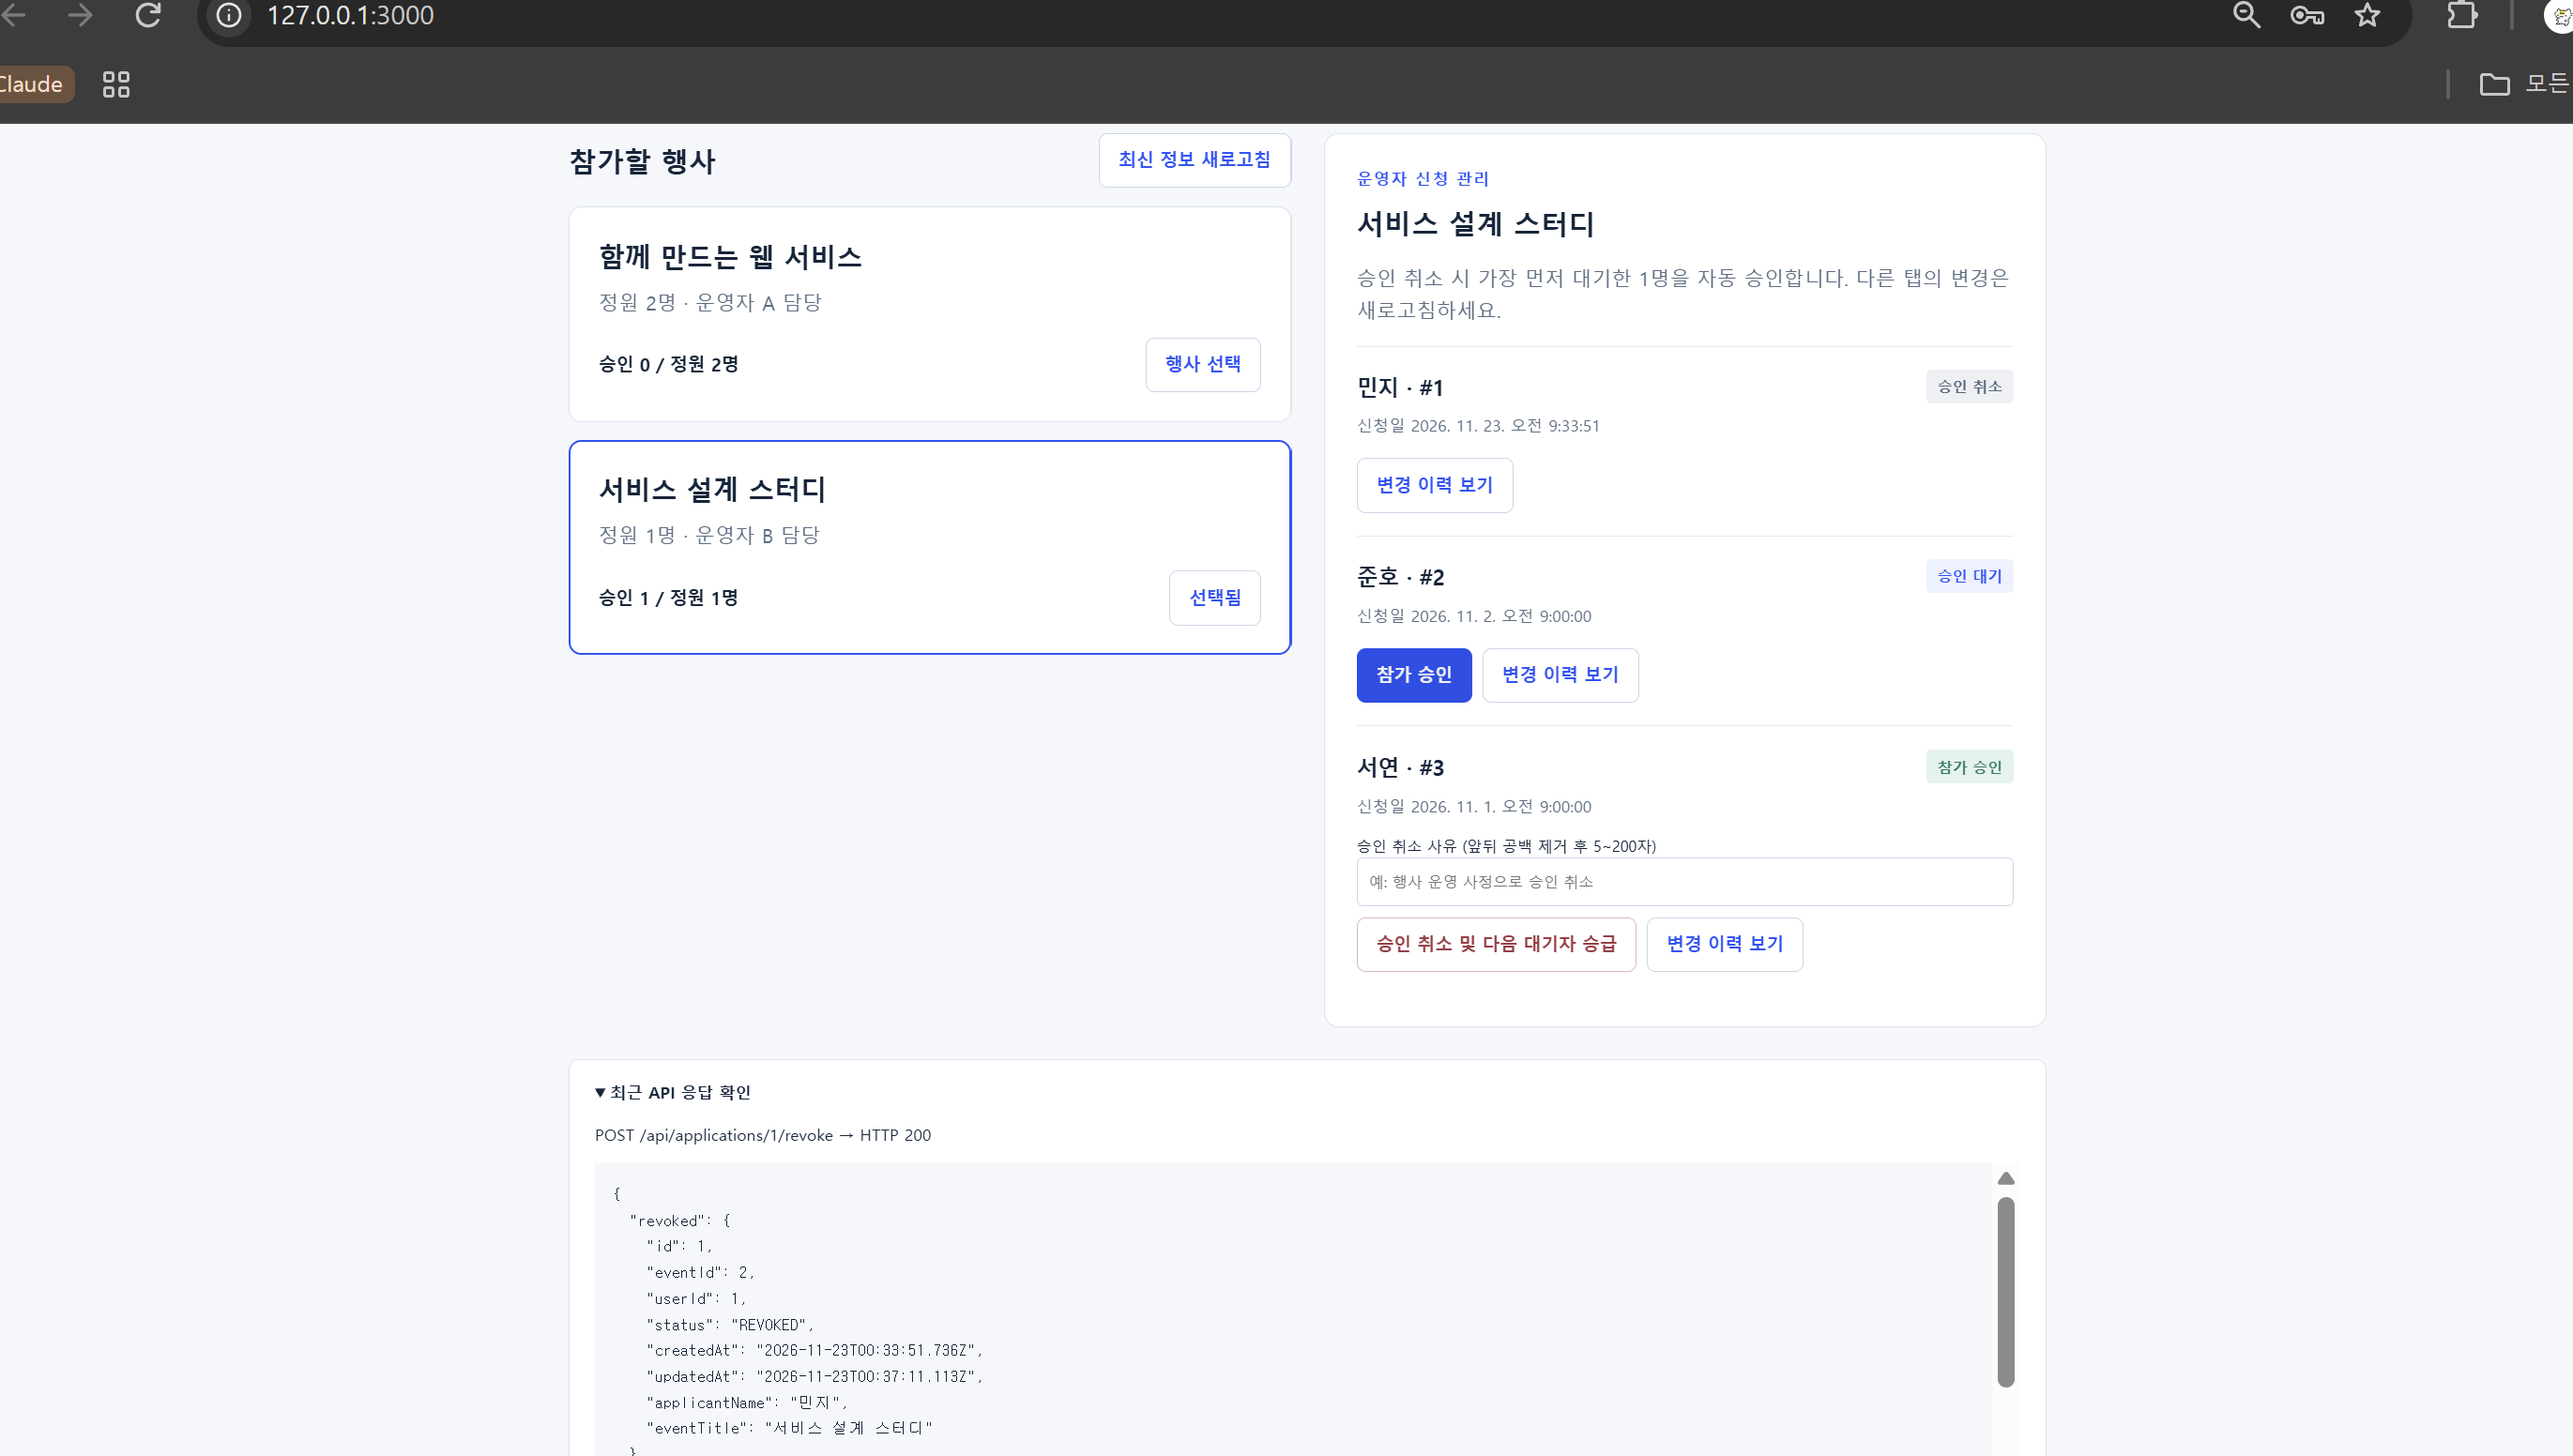 127.0.0.1:3000
Claude
모든
참가할 행사
최신 정보 새로고침
함께 만드는 웹 서비스
정원 2명 · 운영자 A 담당
승인 0 / 정원 2명
행사 선택
서비스 설계 스터디
정원 1명 · 운영자 B 담당
승인 1 / 정원 1명
선택됨
운영자 신청 관리
서비스 설계 스터디
승인 취소 시 가장 먼저 대기한 1명을 자동 승인합니다. 다른 탭의 변경은
새로고침하세요.
민지 · #1
승인 취소
신청일 2026. 11. 23. 오전 9:33:51
변경 이력 보기
준호 · #2
승인 대기
신청일 2026. 11. 2. 오전 9:00:00
참가 승인
변경 이력 보기
서연 · #3
참가 승인
신청일 2026. 11. 1. 오전 9:00:00
승인 취소 사유 (앞뒤 공백 제거 후 5~200자)
예: 행사 운영 사정으로 승인 취소
승인 취소 및 다음 대기자 승급
변경 이력 보기
▼ 최근 API 응답 확인
POST /api/applications/1/revoke → HTTP 200
{
"revoked": {
"id": 1,
"eventId": 2,
"userId": 1,
"status": "REVOKED",
"createdAt": "2026-11-23T00:33:51.736Z",
"updatedAt": "2026-11-23T00:37:11.113Z",
"applicantName": "민지",
"eventTitle": "서비스 설계 스터디"
}